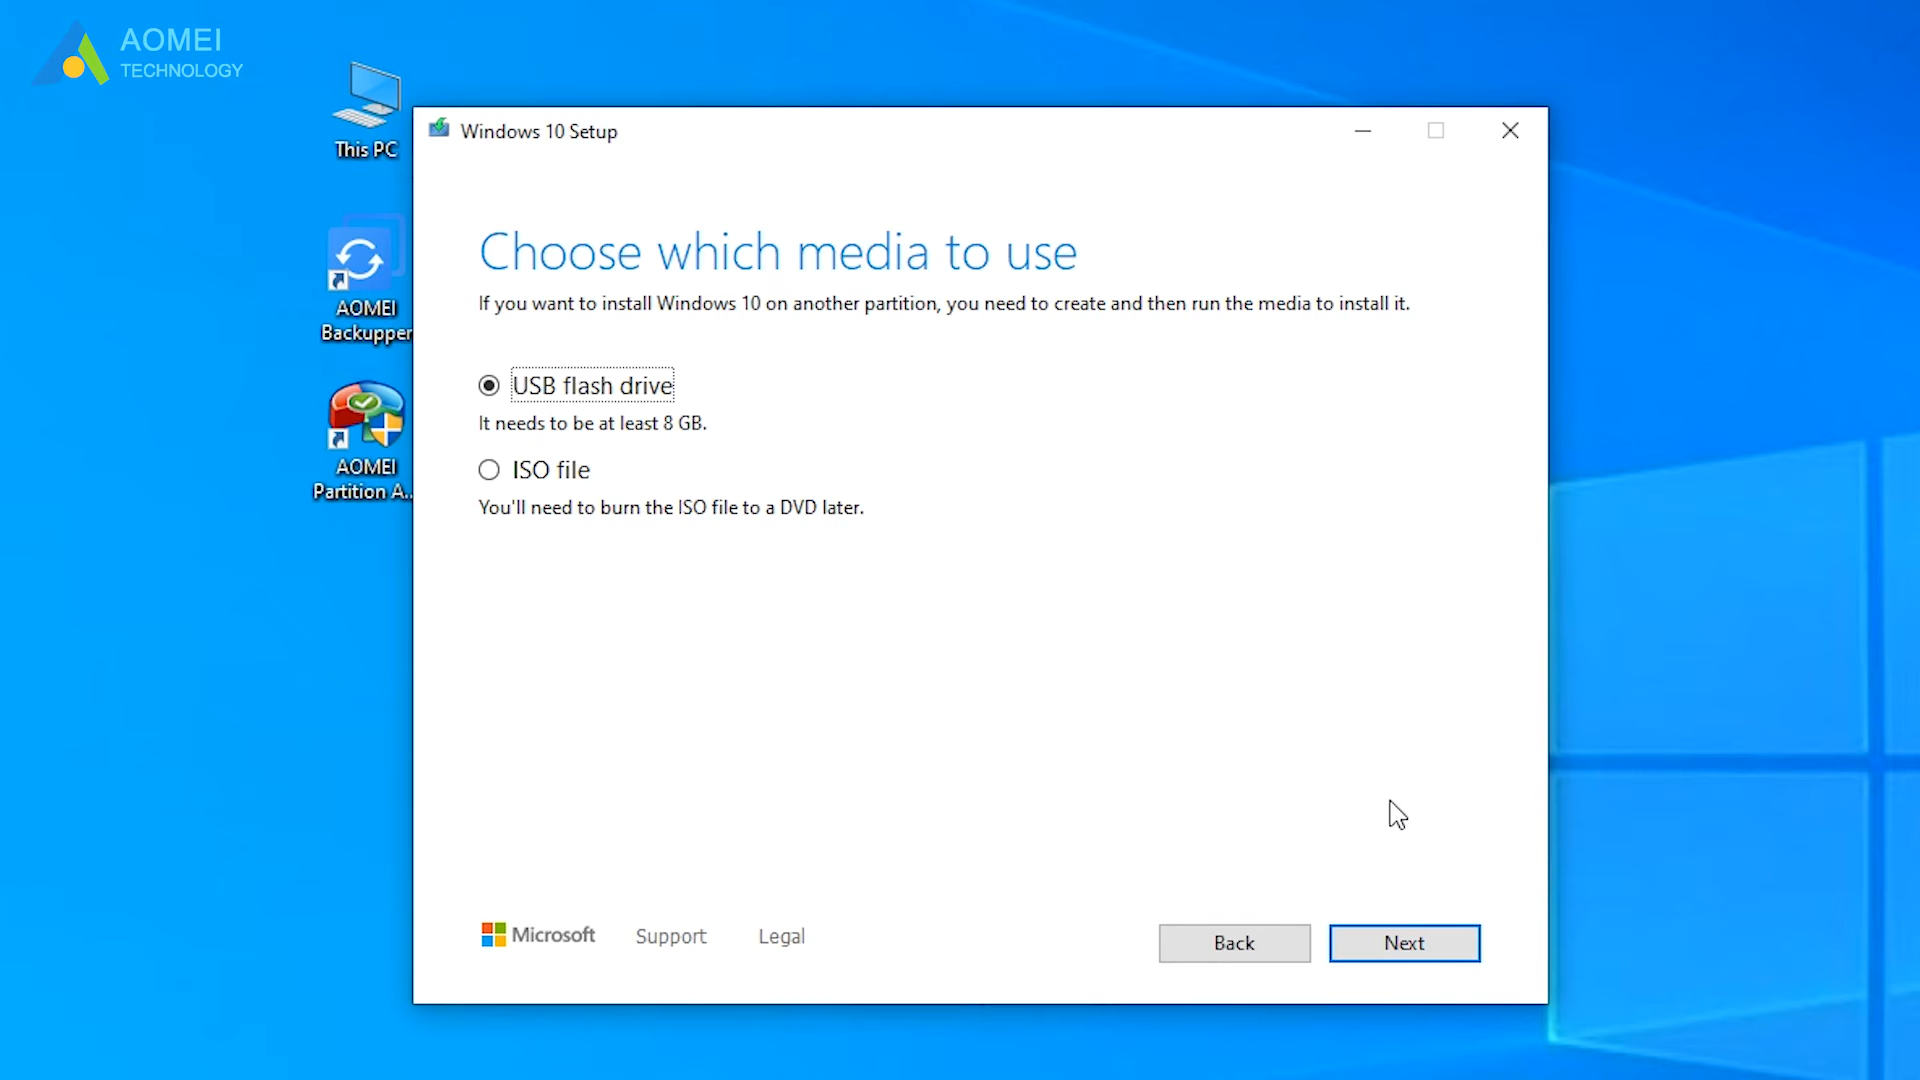 AOMEI
TECHNOLOGY
This PC
AOMEI
Backupper
AOMEI
Partition A...
Windows 10 Setup
Choose which media to use
If you want to install Windows 10 on another partition, you need to create and then run the media to install it.
USB flash drive
It needs to be at least 8 GB.
ISO file
You'll need to burn the ISO file to a DVD later.
Microsoft
Support
Legal
Back
Next